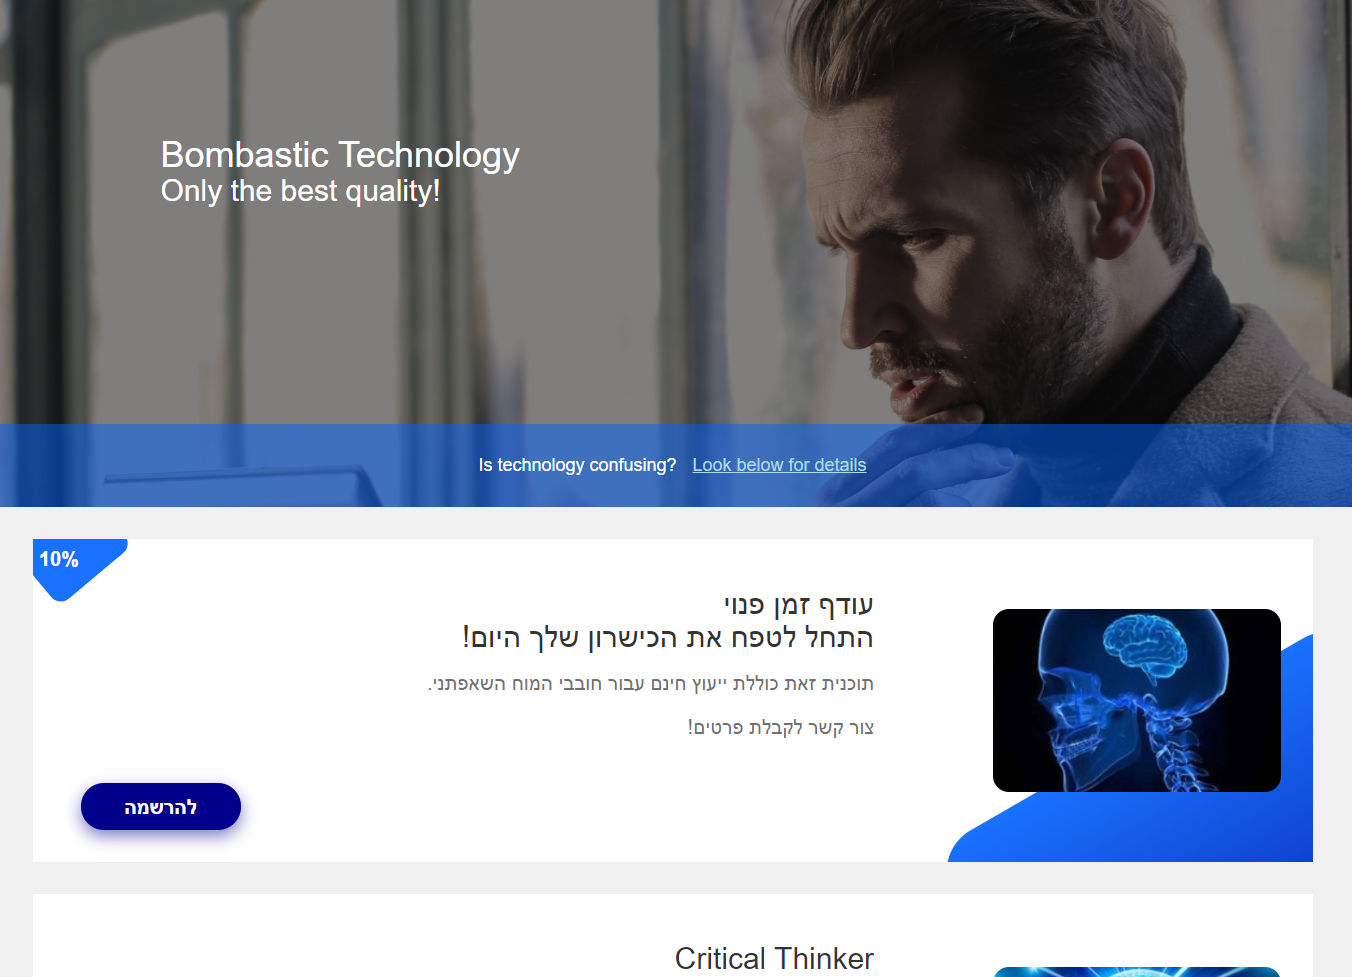 Bombastic Technology
Only the best quality!
Is technology confusing? Look below for details
10%
עודף זמן פנוי
התחל לטפח את הכישרון שלך היום!
תוכנית זאת כוללת ייעוץ חינם עבור חובבי המוח השאפתני.
צור קשר לקבלת פרטים!
להרשמה
Critical Thinker